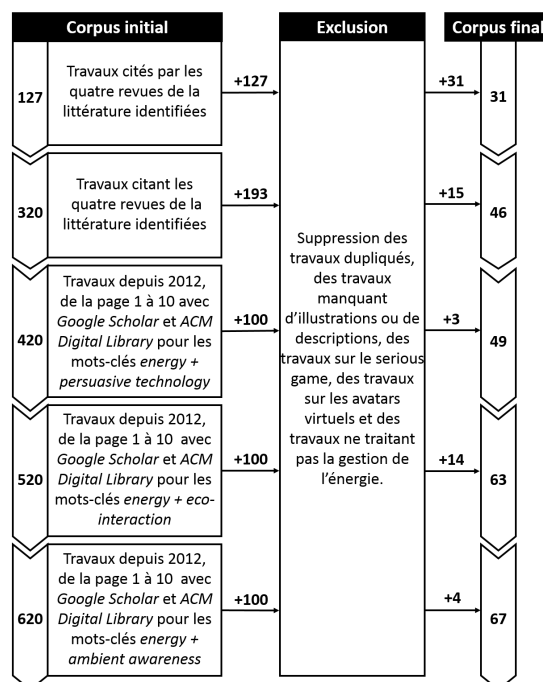 Corpus initial
Exclusion
Corpus final
127
Travaux cités par les
quatre revues de la
littérature identifiées
+127
+31
31
320
Travaux citant les
quatre revues de la
littérature identifiées
+193
+15
46
420
Travaux depuis 2012,
de la page 1 à 10 avec
Google Scholar et ACM
Digital Library pour les
mots-clés energy +
persuasive technology
+100
Suppression des
travaux dupliqués,
des travaux
manquant
d’illustrations ou de
descriptions, des
travaux sur le serious
game, des travaux
sur les avatars
virtuels et des
travaux ne traitant
pas la gestion de
l’énergie.
+3
49
520
Travaux depuis 2012,
de la page 1 à 10 avec
Google Scholar et ACM
Digital Library pour les
mots-clés energy + eco-
interaction
+100
+14
63
620
Travaux depuis 2012,
de la page 1 à 10 avec
Google Scholar et ACM
Digital Library pour les
mots-clés energy +
ambient awareness
+100
+4
67